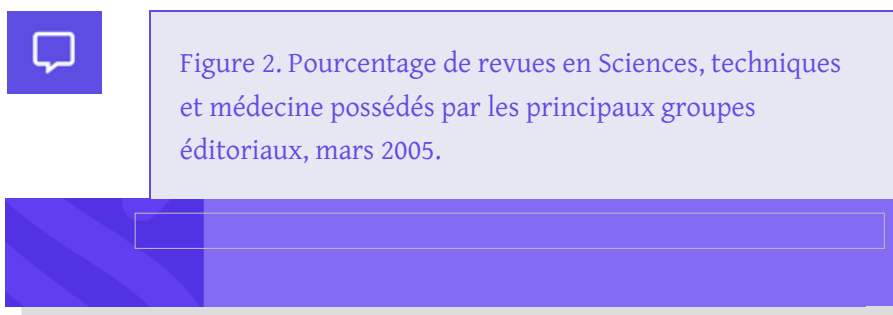 Figure 2. Pourcentage de revues en Sciences, techniques
et médecine possédés par les principaux groupes
éditoriaux, mars 2005.